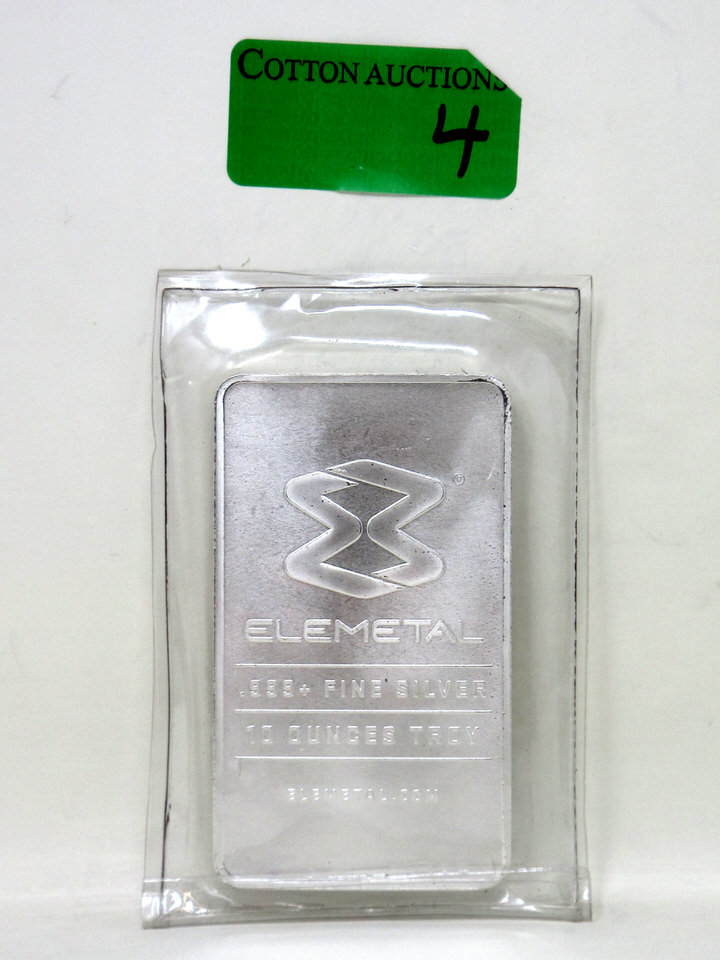 COTTON AUCTIONS
4
®
ELEMETAL
.999+ FINE SILVER
10 OUNCES TROY
ELEMETAL.COM